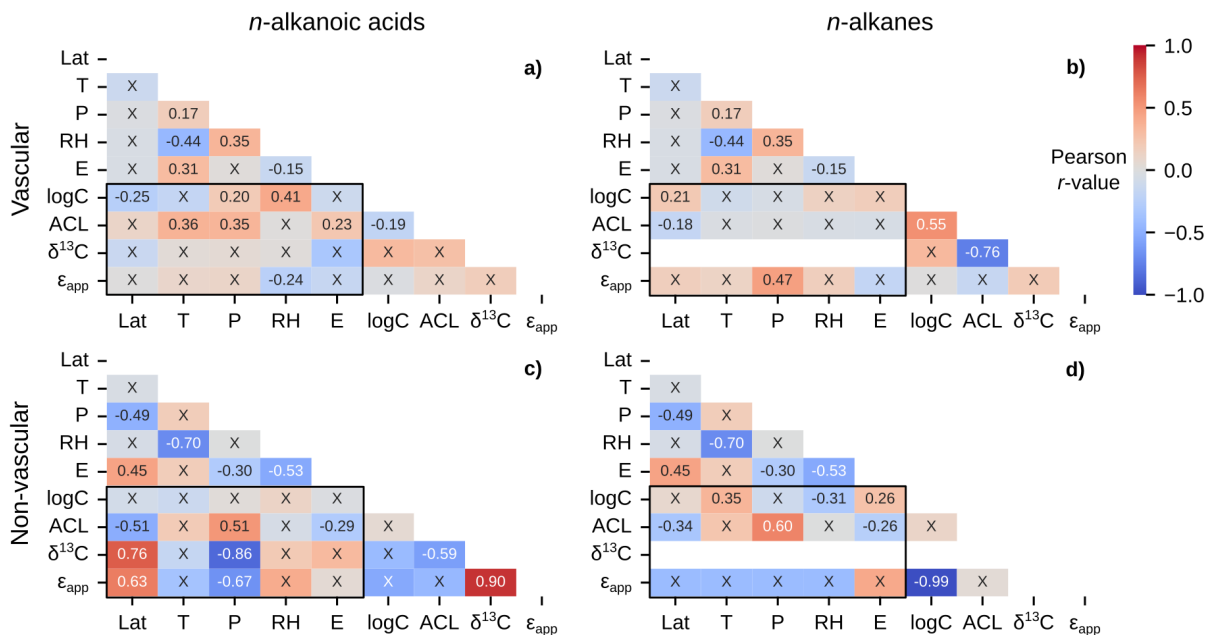 n-alkanoic acids
n-alkanes
Vascular
a)
Lat
T X
P X 0.17
RH X -0.44 0.35
E X 0.31 X -0.15
logC -0.25 X 0.20 0.41 X
ACL X 0.36 0.35 X 0.23 -0.19
δ¹³C X X X X X X X
εapp X X X -0.24 X X X X
Lat T P RH E logC ACL δ¹³C εapp
b)
Lat
T X
P X 0.17
RH X -0.44 0.35
E X 0.31 X -0.15
logC 0.21 X X X X
ACL -0.18 X X X X 0.55
δ¹³C X -0.76
εapp X X 0.47 X X X X X
Lat T P RH E logC ACL δ¹³C εapp
1.0
0.5
0.0
−0.5
−1.0
Pearson
r-value
Non-vascular
c)
Lat
T X
P -0.49 X
RH X -0.70 X
E 0.45 X -0.30 -0.53
logC X X X X X
ACL -0.51 X 0.51 X -0.29 X
δ¹³C 0.76 X -0.86 X X X -0.59
εapp 0.63 X -0.67 X X X X 0.90
Lat T P RH E logC ACL δ¹³C εapp
d)
Lat
T X
P -0.49 X
RH X -0.70 X
E 0.45 X -0.30 -0.53
logC X 0.35 X -0.31 0.26
ACL -0.34 X 0.60 X -0.26 X
δ¹³C
εapp X X X X X -0.99 X
Lat T P RH E logC ACL δ¹³C εapp